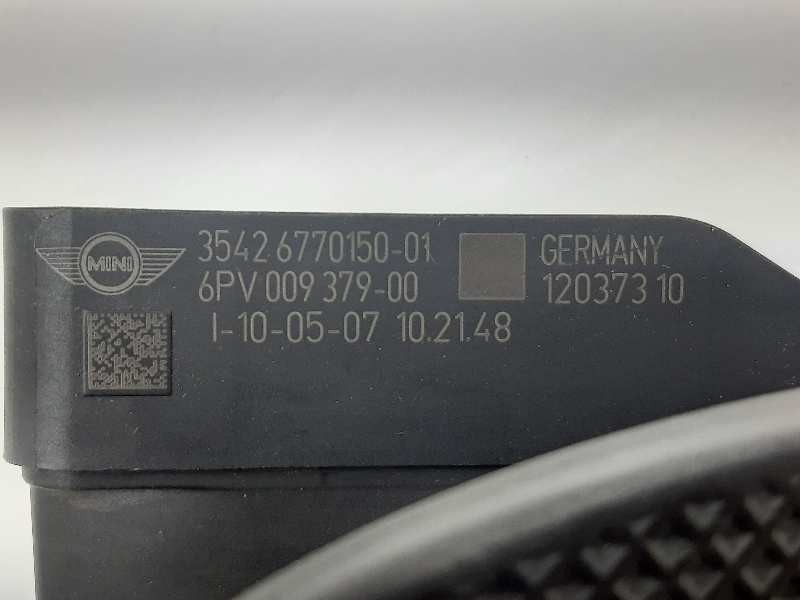 MINI
3542 6770150-01
6PV 009 379-00
I-10-05-07 10.21.48
GERMANY
12037310